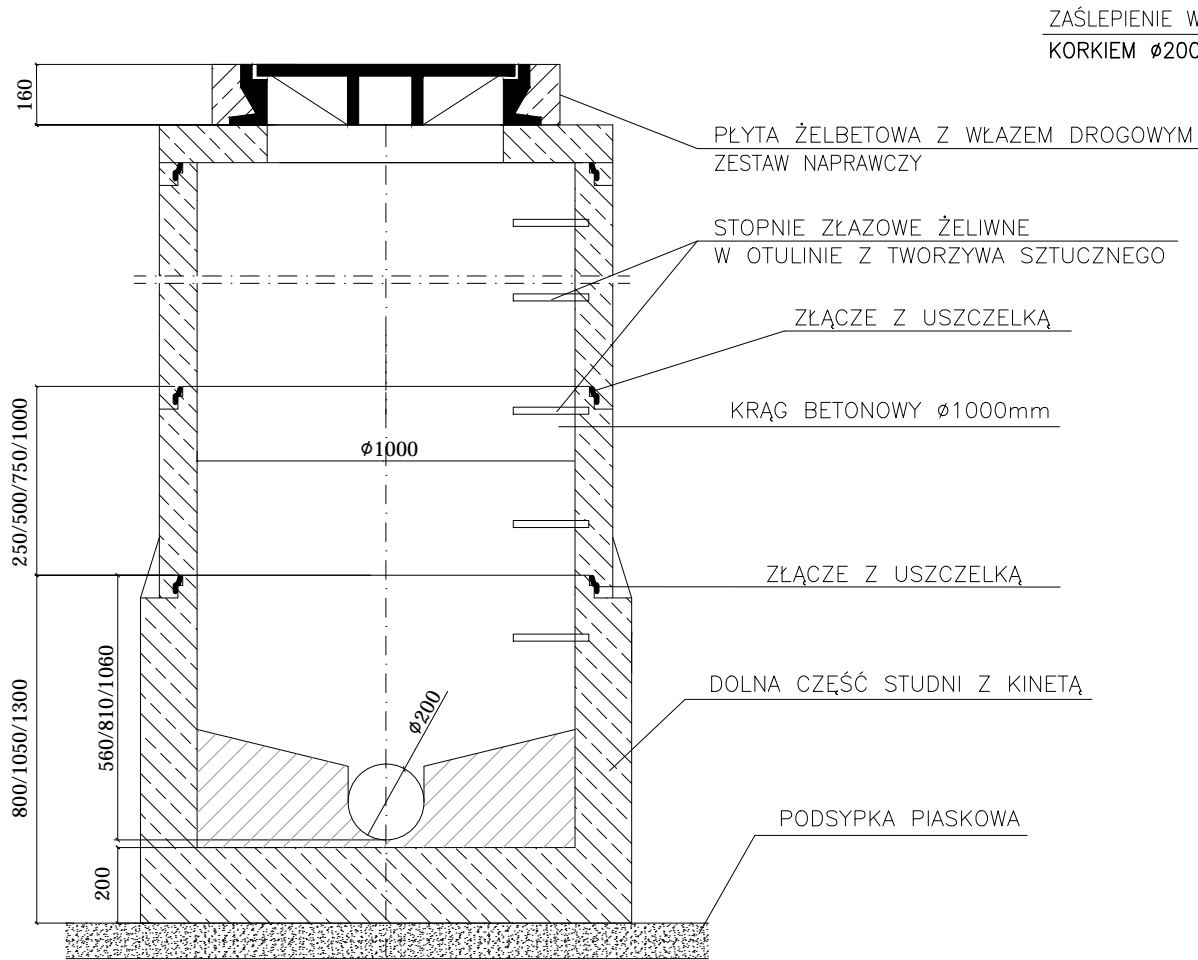 ZAŚLEPIENIE W
KORKIEM ø200
160
PŁYTA ŻELBETOWA Z WŁAZEM DROGOWYM
ZESTAW NAPRAWCZY
STOPNIE ZŁAZOWE ŻELIWNE
W OTULINIE Z TWORZYWA SZTUCZNEGO
ZŁĄCZE Z USZCZELKĄ
KRĄG BETONOWY ø1000mm
250/500/750/1000
ø1000
ZŁĄCZE Z USZCZELKĄ
DOLNA CZĘŚĆ STUDNI Z KINETĄ
800/1050/1300
560/810/1060
ø200
PODSYPKA PIASKOWA
200